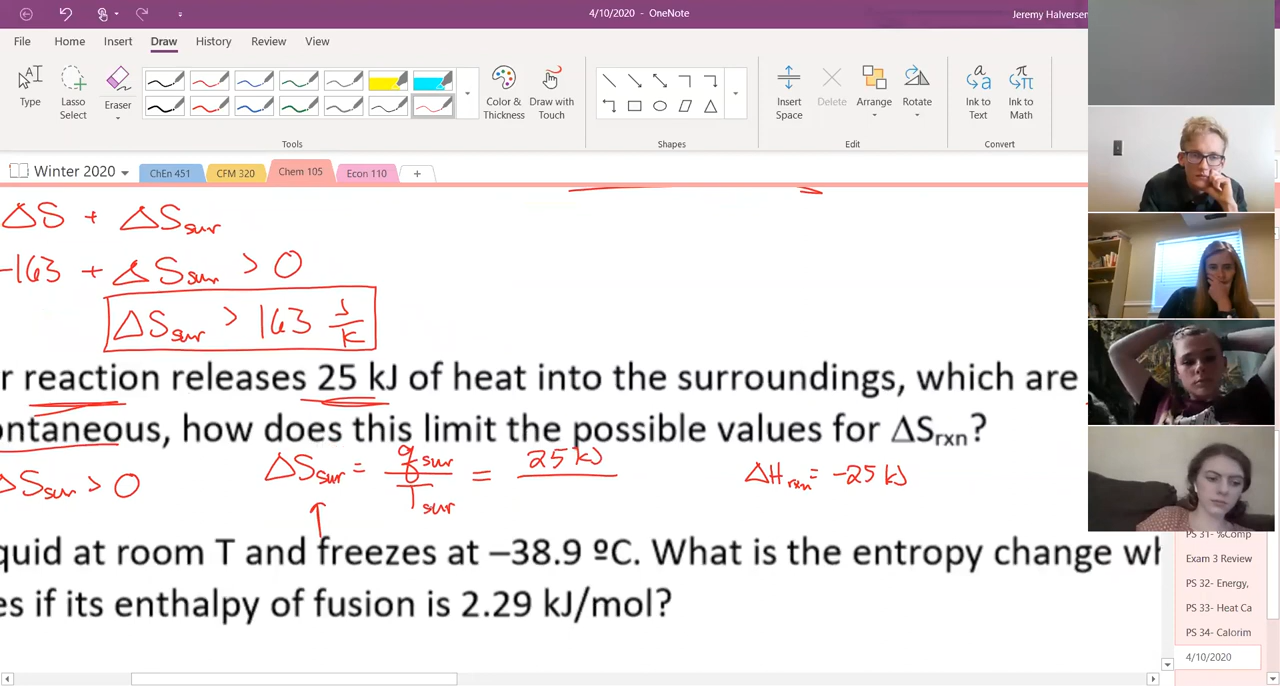 4/10/2020 - OneNote
Jeremy Halversen
File Home Insert Draw History Review View
Type
Lasso Select
Eraser
Color & Thickness
Draw with Touch
Insert Space
Delete
Arrange
Rotate
Ink to Text
Ink to Math
Tools
Shapes
Edit
Convert
Winter 2020 ChEn 451 CFM 320 Chem 105 Econ 110 +
ΔS + ΔSsur
-163 + ΔSsur > 0
ΔSsur > 163 J/K
r reaction releases 25 kJ of heat into the surroundings, which are
ontaneous, how does this limit the possible values for ΔSrxn?
ΔSsur > 0
ΔSsur = qsur/Tsur = 25 kJ
ΔHrxn = -25 kJ
quid at room T and freezes at –38.9 ºC. What is the entropy change wh
es if its enthalpy of fusion is 2.29 kJ/mol?
PS 31- %Comp
Exam 3 Review
PS 32- Energy,
PS 33- Heat Ca
PS 34- Calorim
4/10/2020